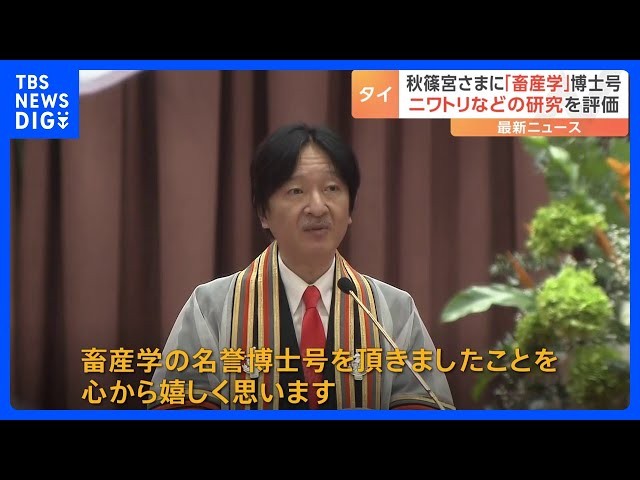 TBS
NEWS
DIG
タイ
秋篠宮さまに「畜産学」博士号
ニワトリなどの研究を評価
最新ニュース
畜産学の名誉博士号を頂きましたことを
心から嬉しく思います